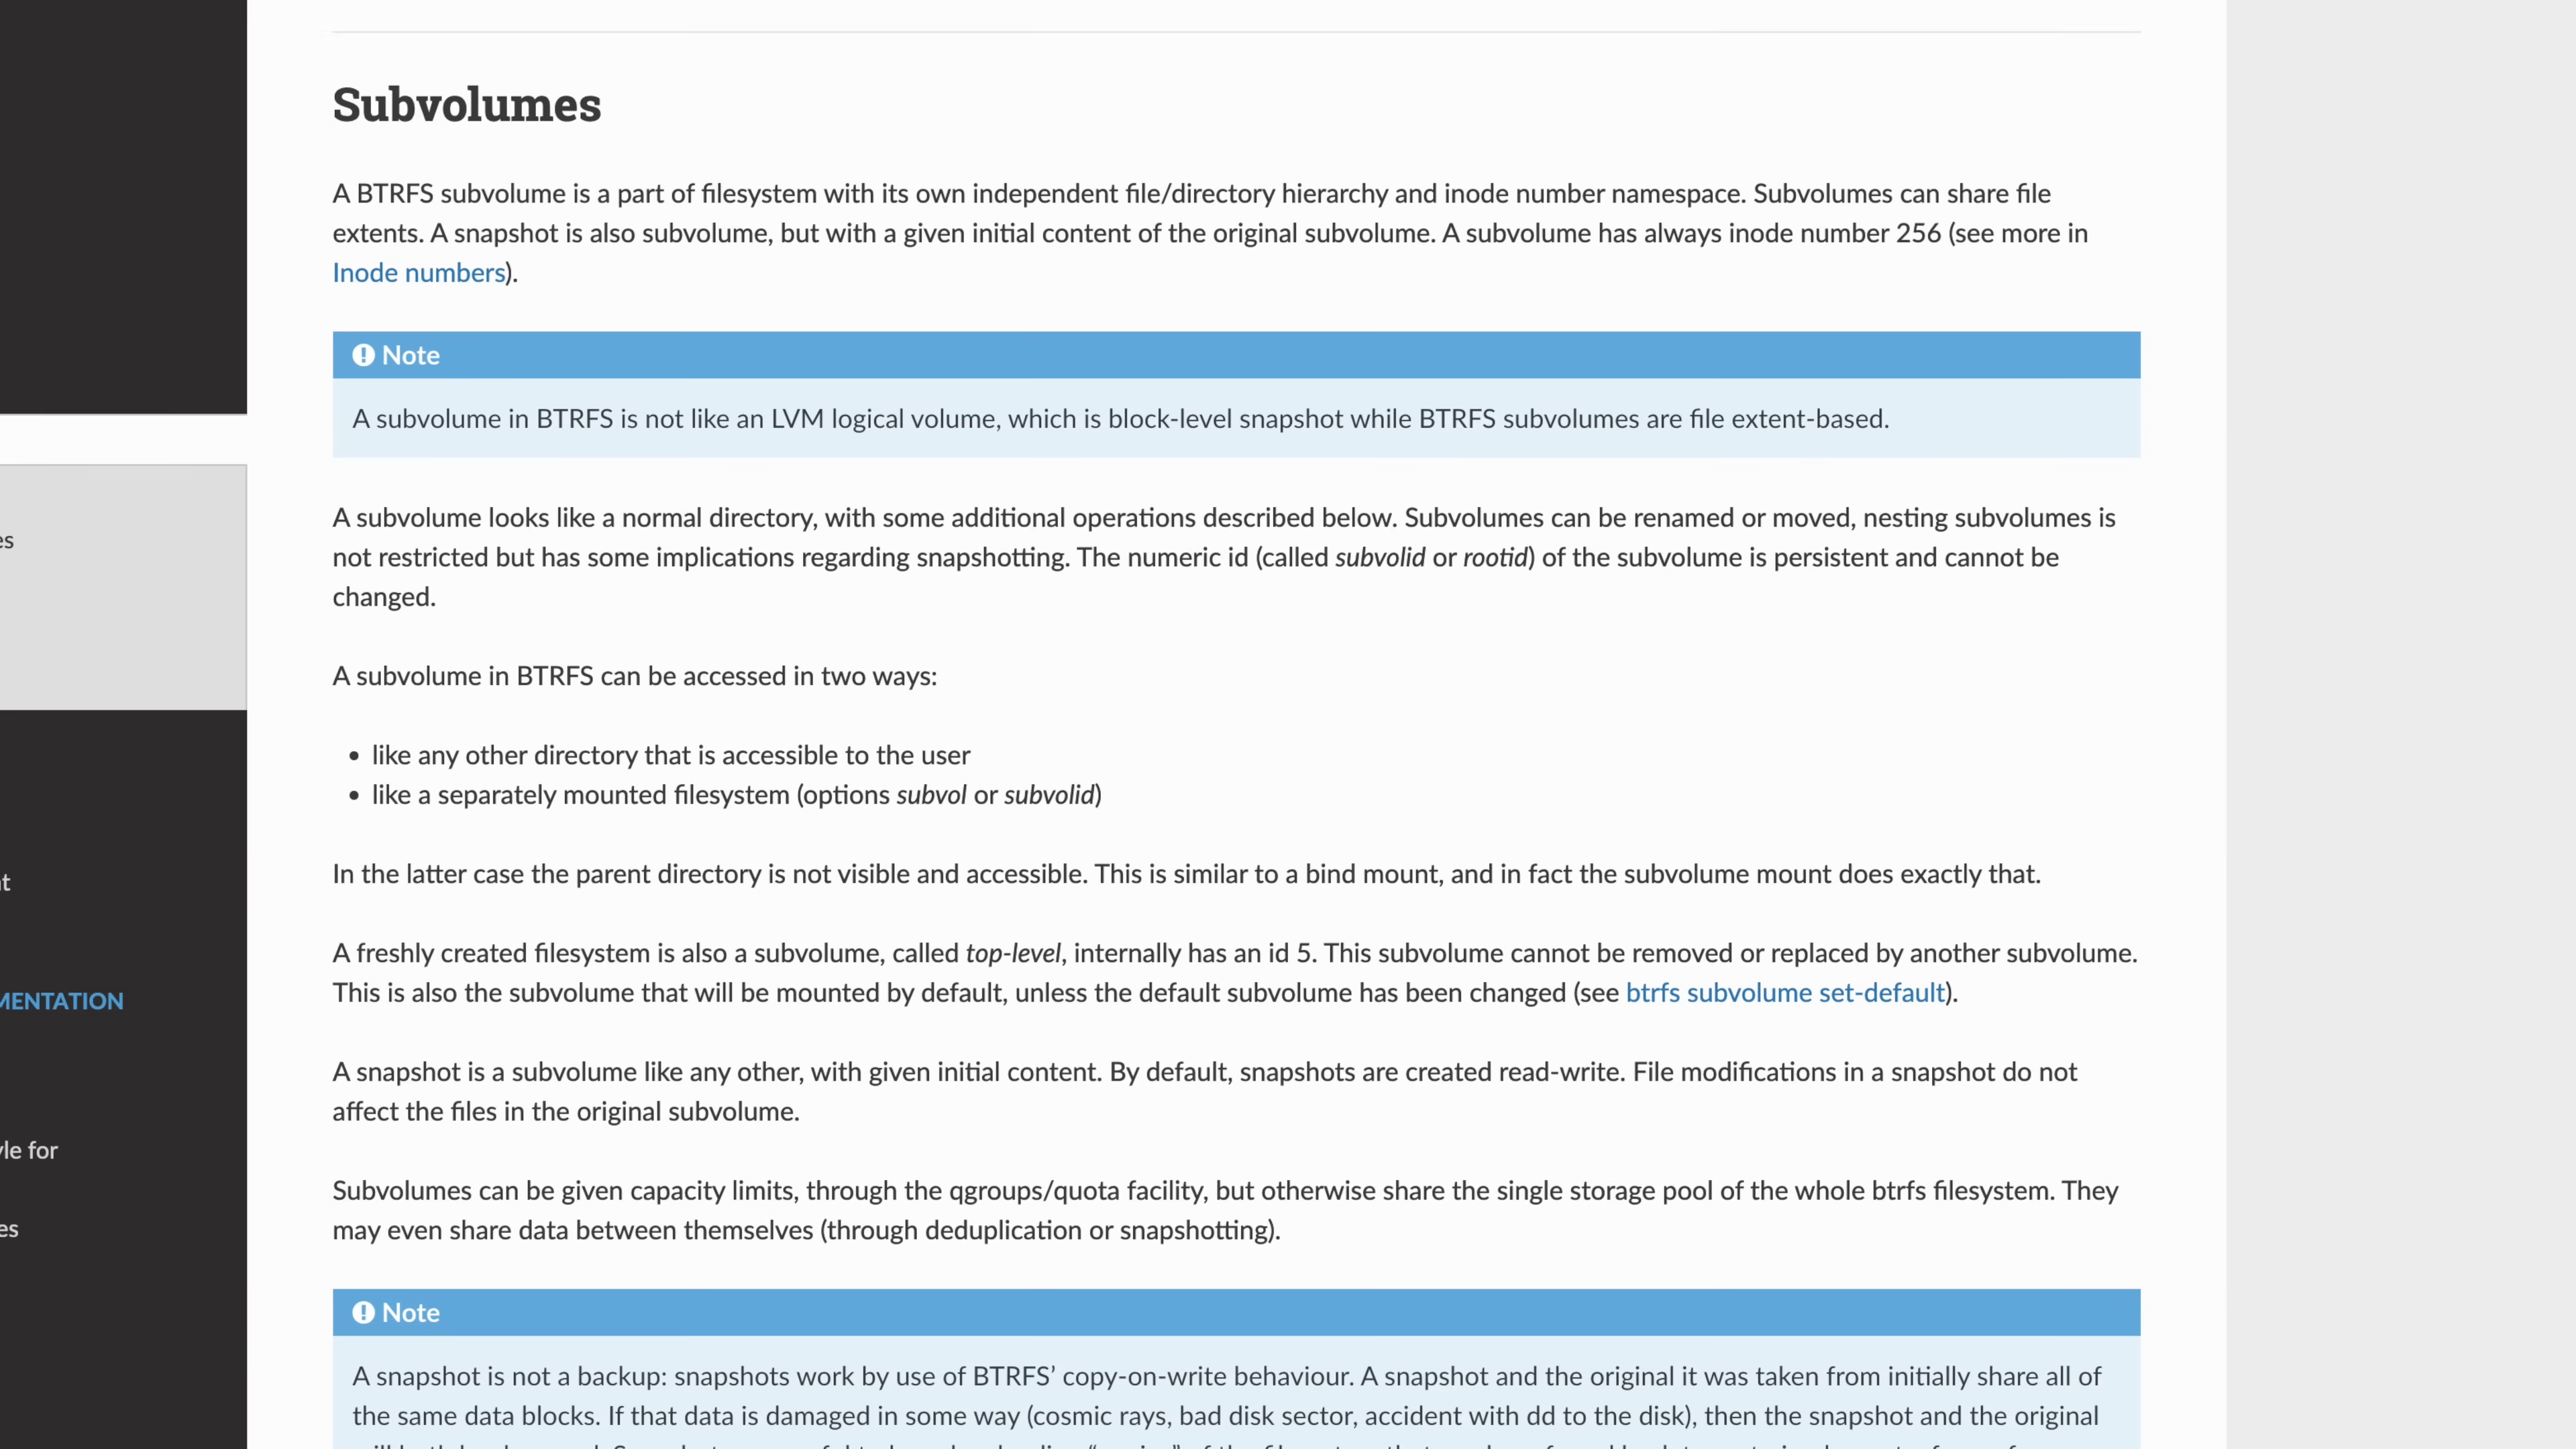 Subvolumes
A BTRFS subvolume is a part of filesystem with its own independent file/directory hierarchy and inode number namespace. Subvolumes can share file
extents. A snapshot is also subvolume, but with a given initial content of the original subvolume. A subvolume has always inode number 256 (see more in
Inode numbers).
Note
A subvolume in BTRFS is not like an LVM logical volume, which is block-level snapshot while BTRFS subvolumes are file extent-based.
A subvolume looks like a normal directory, with some additional operations described below. Subvolumes can be renamed or moved, nesting subvolumes is
not restricted but has some implications regarding snapshotting. The numeric id (called subvolid or rootid) of the subvolume is persistent and cannot be
changed.
A subvolume in BTRFS can be accessed in two ways:
• like any other directory that is accessible to the user
• like a separately mounted filesystem (options subvol or subvolid)
In the latter case the parent directory is not visible and accessible. This is similar to a bind mount, and in fact the subvolume mount does exactly that.
A freshly created filesystem is also a subvolume, called top-level, internally has an id 5. This subvolume cannot be removed or replaced by another subvolume.
This is also the subvolume that will be mounted by default, unless the default subvolume has been changed (see btrfs subvolume set-default).
A snapshot is a subvolume like any other, with given initial content. By default, snapshots are created read-write. File modifications in a snapshot do not
affect the files in the original subvolume.
Subvolumes can be given capacity limits, through the qgroups/quota facility, but otherwise share the single storage pool of the whole btrfs filesystem. They
may even share data between themselves (through deduplication or snapshotting).
Note
A snapshot is not a backup: snapshots work by use of BTRFS’ copy-on-write behaviour. A snapshot and the original it was taken from initially share all of
the same data blocks. If that data is damaged in some way (cosmic rays, bad disk sector, accident with dd to the disk), then the snapshot and the original
es
t
MENTATION
le for
es